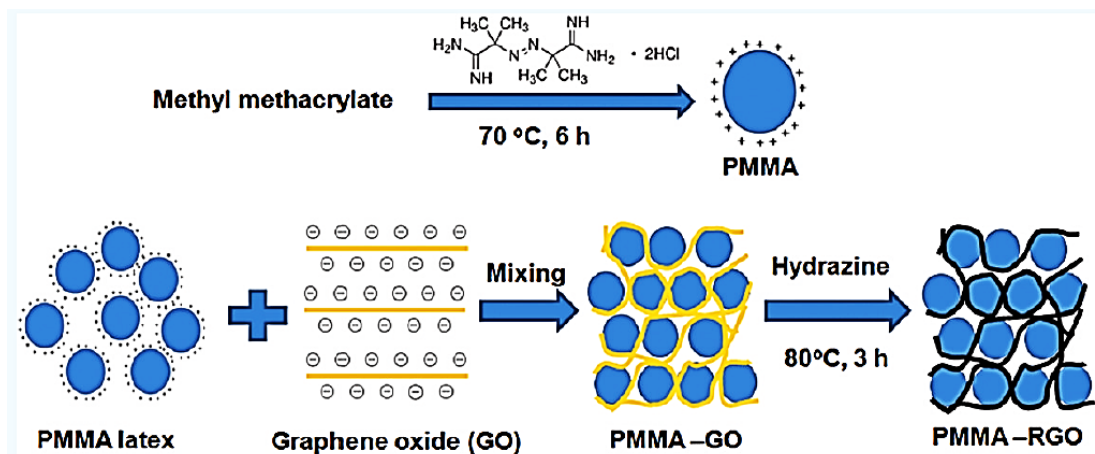 NH
H₂N
CH₃
CH₃
N
N
NH
H₃C
CH₃
NH₂
• 2HCl
Methyl methacrylate
70 °C, 6 h
PMMA
Mixing
Hydrazine
80°C, 3 h
PMMA latex
Graphene oxide (GO)
PMMA –GO
PMMA –RGO